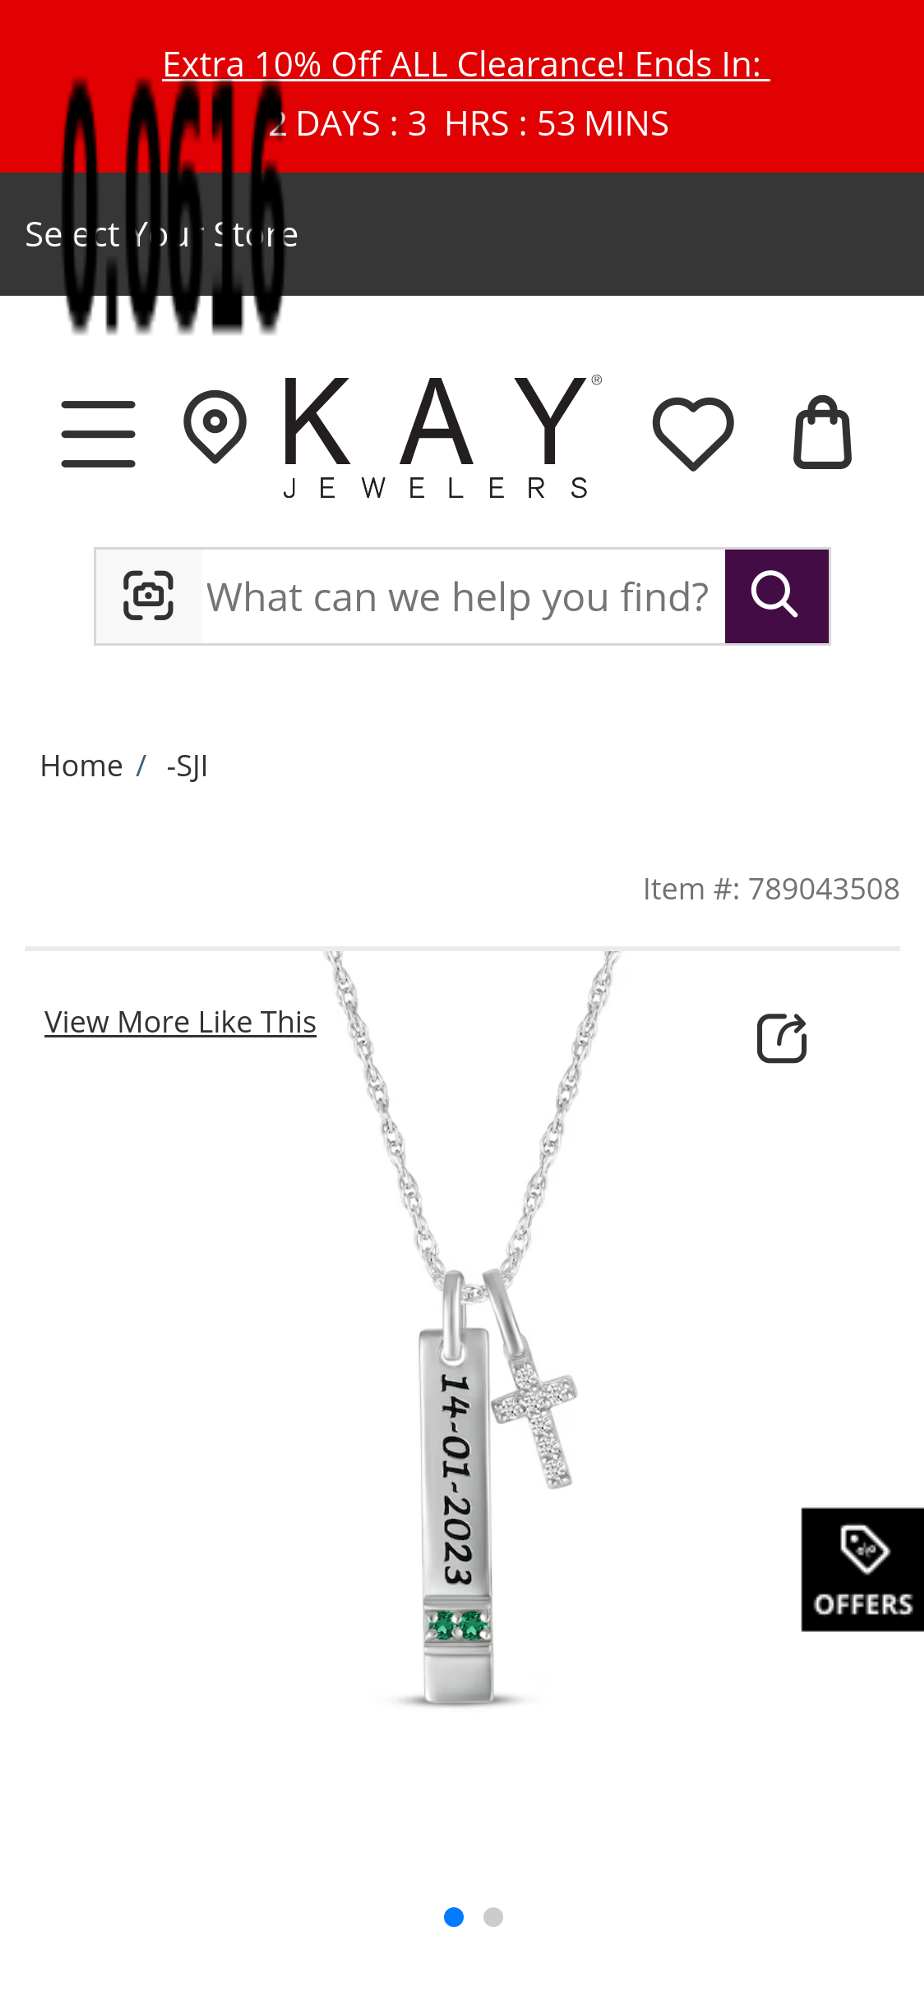 Extra 10% Off ALL Clearance! Ends In:
2 DAYS : 3 HRS : 53 MINS
0.0616
Select Your Store
KAY®
JEWELERS
What can we help you find?
Home / -SJI
Item #: 789043508
View More Like This
14-01-2023
OFFERS